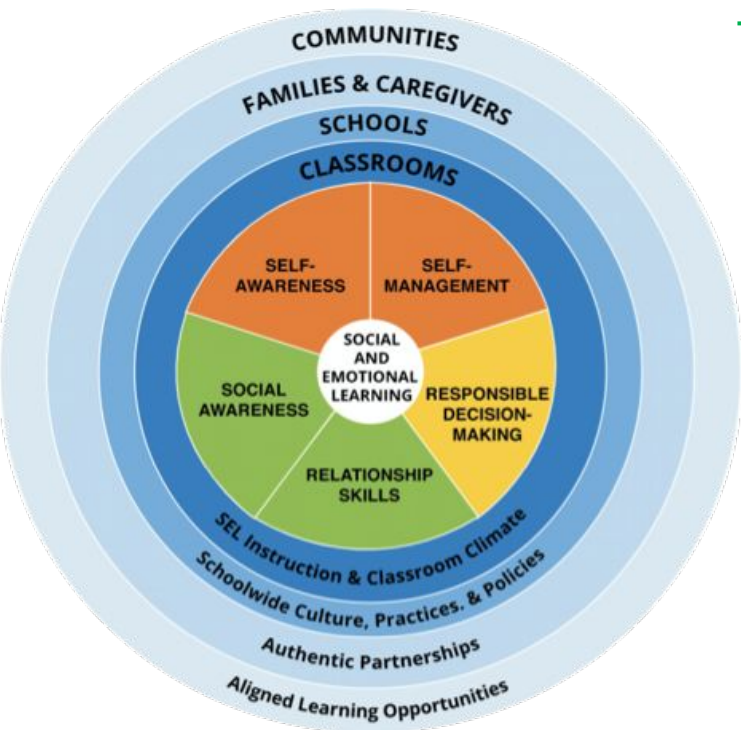 COMMUNITIES
FAMILIES & CAREGIVERS
SCHOOLS
CLASSROOMS
SELF-
AWARENESS
SELF-
MANAGEMENT
SOCIAL
AND
EMOTIONAL
LEARNING
SOCIAL
AWARENESS
RESPONSIBLE
DECISION-
MAKING
RELATIONSHIP
SKILLS
SEL Instruction & Classroom Climate
Schoolwide Culture, Practices. & Policies
Authentic Partnerships
Aligned Learning Opportunities